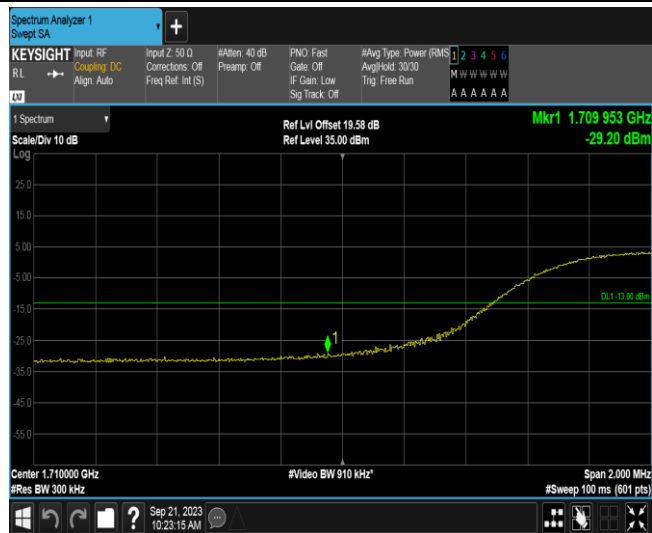 Spectrum Analyzer 1
Swept SA
+
KEYSIGHT
RL
Input: RF
Coupling: DC
Align: Auto
Input Z: 50 Ω
Corrections: Off
Freq Ref: Int (S)
#Atten: 40 dB
Preamp: Off
PNO: Fast
Gate: Off
IF Gain: Low
Sig Track: Off
#Avg Type: Power (RMS
Avg|Hold: 30/30
Trig: Free Run
1 2 3 4 5 6
M W W W W W
A A A A A A
1 Spectrum
Scale/Div 10 dB
Log
Ref Lvl Offset 19.58 dB
Ref Level 35.00 dBm
Mkr1 1.709 953 GHz
-29.20 dBm
25.0
15.0
5.00
-5.00
DL1 -13.00 dBm
-15.0
1
-25.0
-35.0
-45.0
-55.0
Center 1.710000 GHz
#Video BW 910 kHz*
Span 2.000 MHz
#Res BW 300 kHz
#Sweep 100 ms (601 pts)
?
Sep 21, 2023
10:23:15 AM